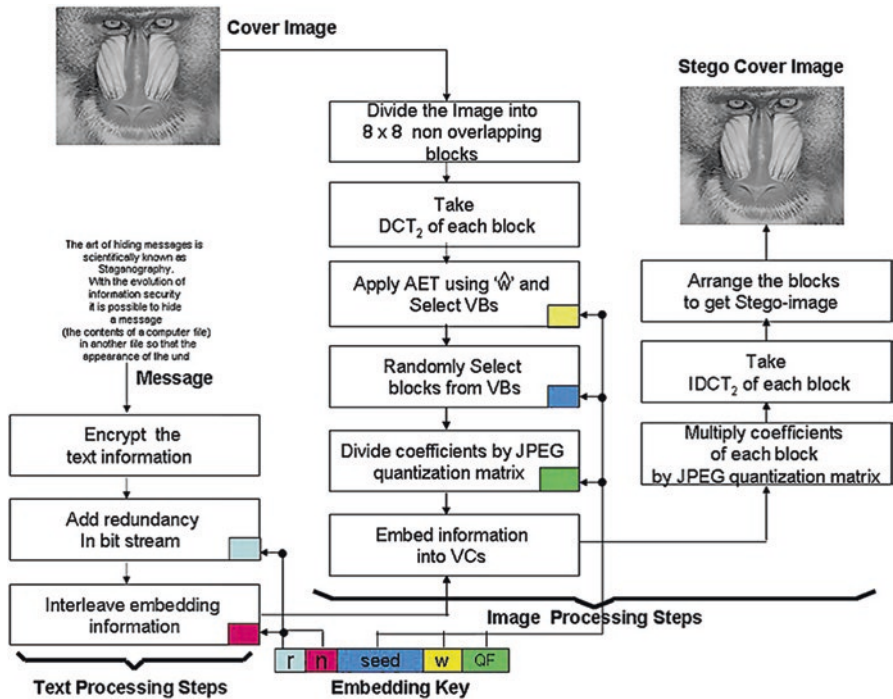 Cover Image
Stego Cover Image
Divide the Image into
8 x 8 non overlapping
blocks
Take
DCT₂ of each block
The art of hiding messages is
scientifically known as
Staganography.
With the evolution of
information security
it is possible to hide
a message
(the contents of a computer file)
in another file so that the
appearance of the und
Message
Apply AET using 'ŵ' and
Select VBs
Arrange the blocks
to get Stego-image
Randomly Select
blocks from VBs
Take
IDCT₂ of each block
Encrypt the
text information
Divide coefficients by JPEG
quantization matrix
Multiply coefficients
of each block
by JPEG quantization matrix
Add redundancy
In bit stream
Embed information
into VCs
Interleave embedding
information
Image Processing Steps
r n seed w QF
Text Processing Steps
Embedding Key